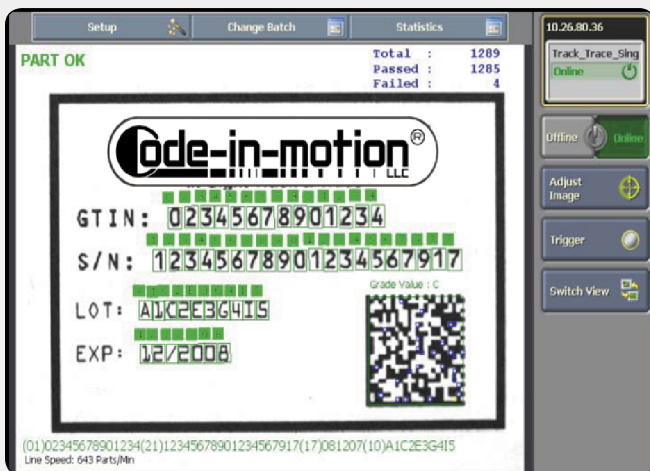 Setup
Change Batch
Statistics
PART OK
Total : 1289
Passed : 1285
Failed : 4
Code-in-motion®
LLC
GTIN: 02345678901234
S/N: 12345678901234567917
LOT: A1C2E3G4I5
EXP: 12/2008
Grade Value : C
(01)02345678901234(21)12345678901234567917(17)081207(10)A1C2E3G4I5
Line Speed: 643 Parts/Min
10.26.80.36
Track_Trace_Sing
Online
Offline
Online
Adjust Image
Trigger
Switch View